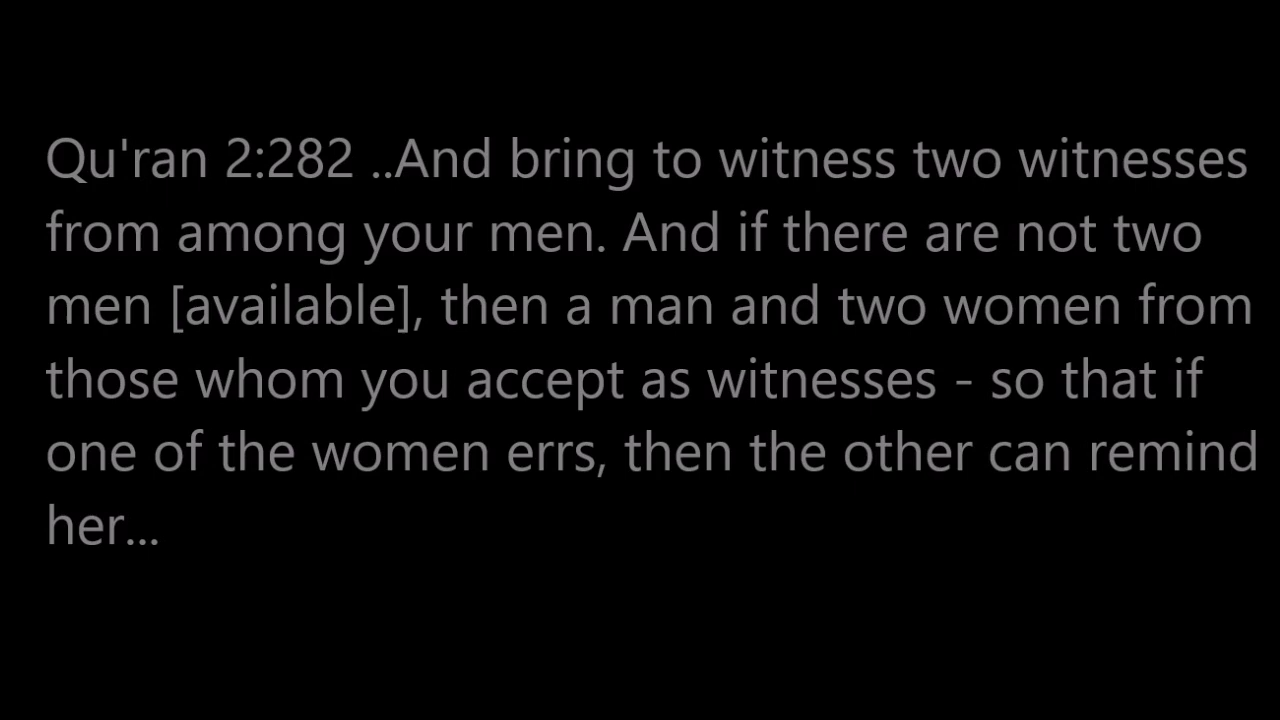 Qu'ran 2:282 ..And bring to witness two witnesses
from among your men. And if there are not two
men [available], then a man and two women from
those whom you accept as witnesses - so that if
one of the women errs, then the other can remind
her...